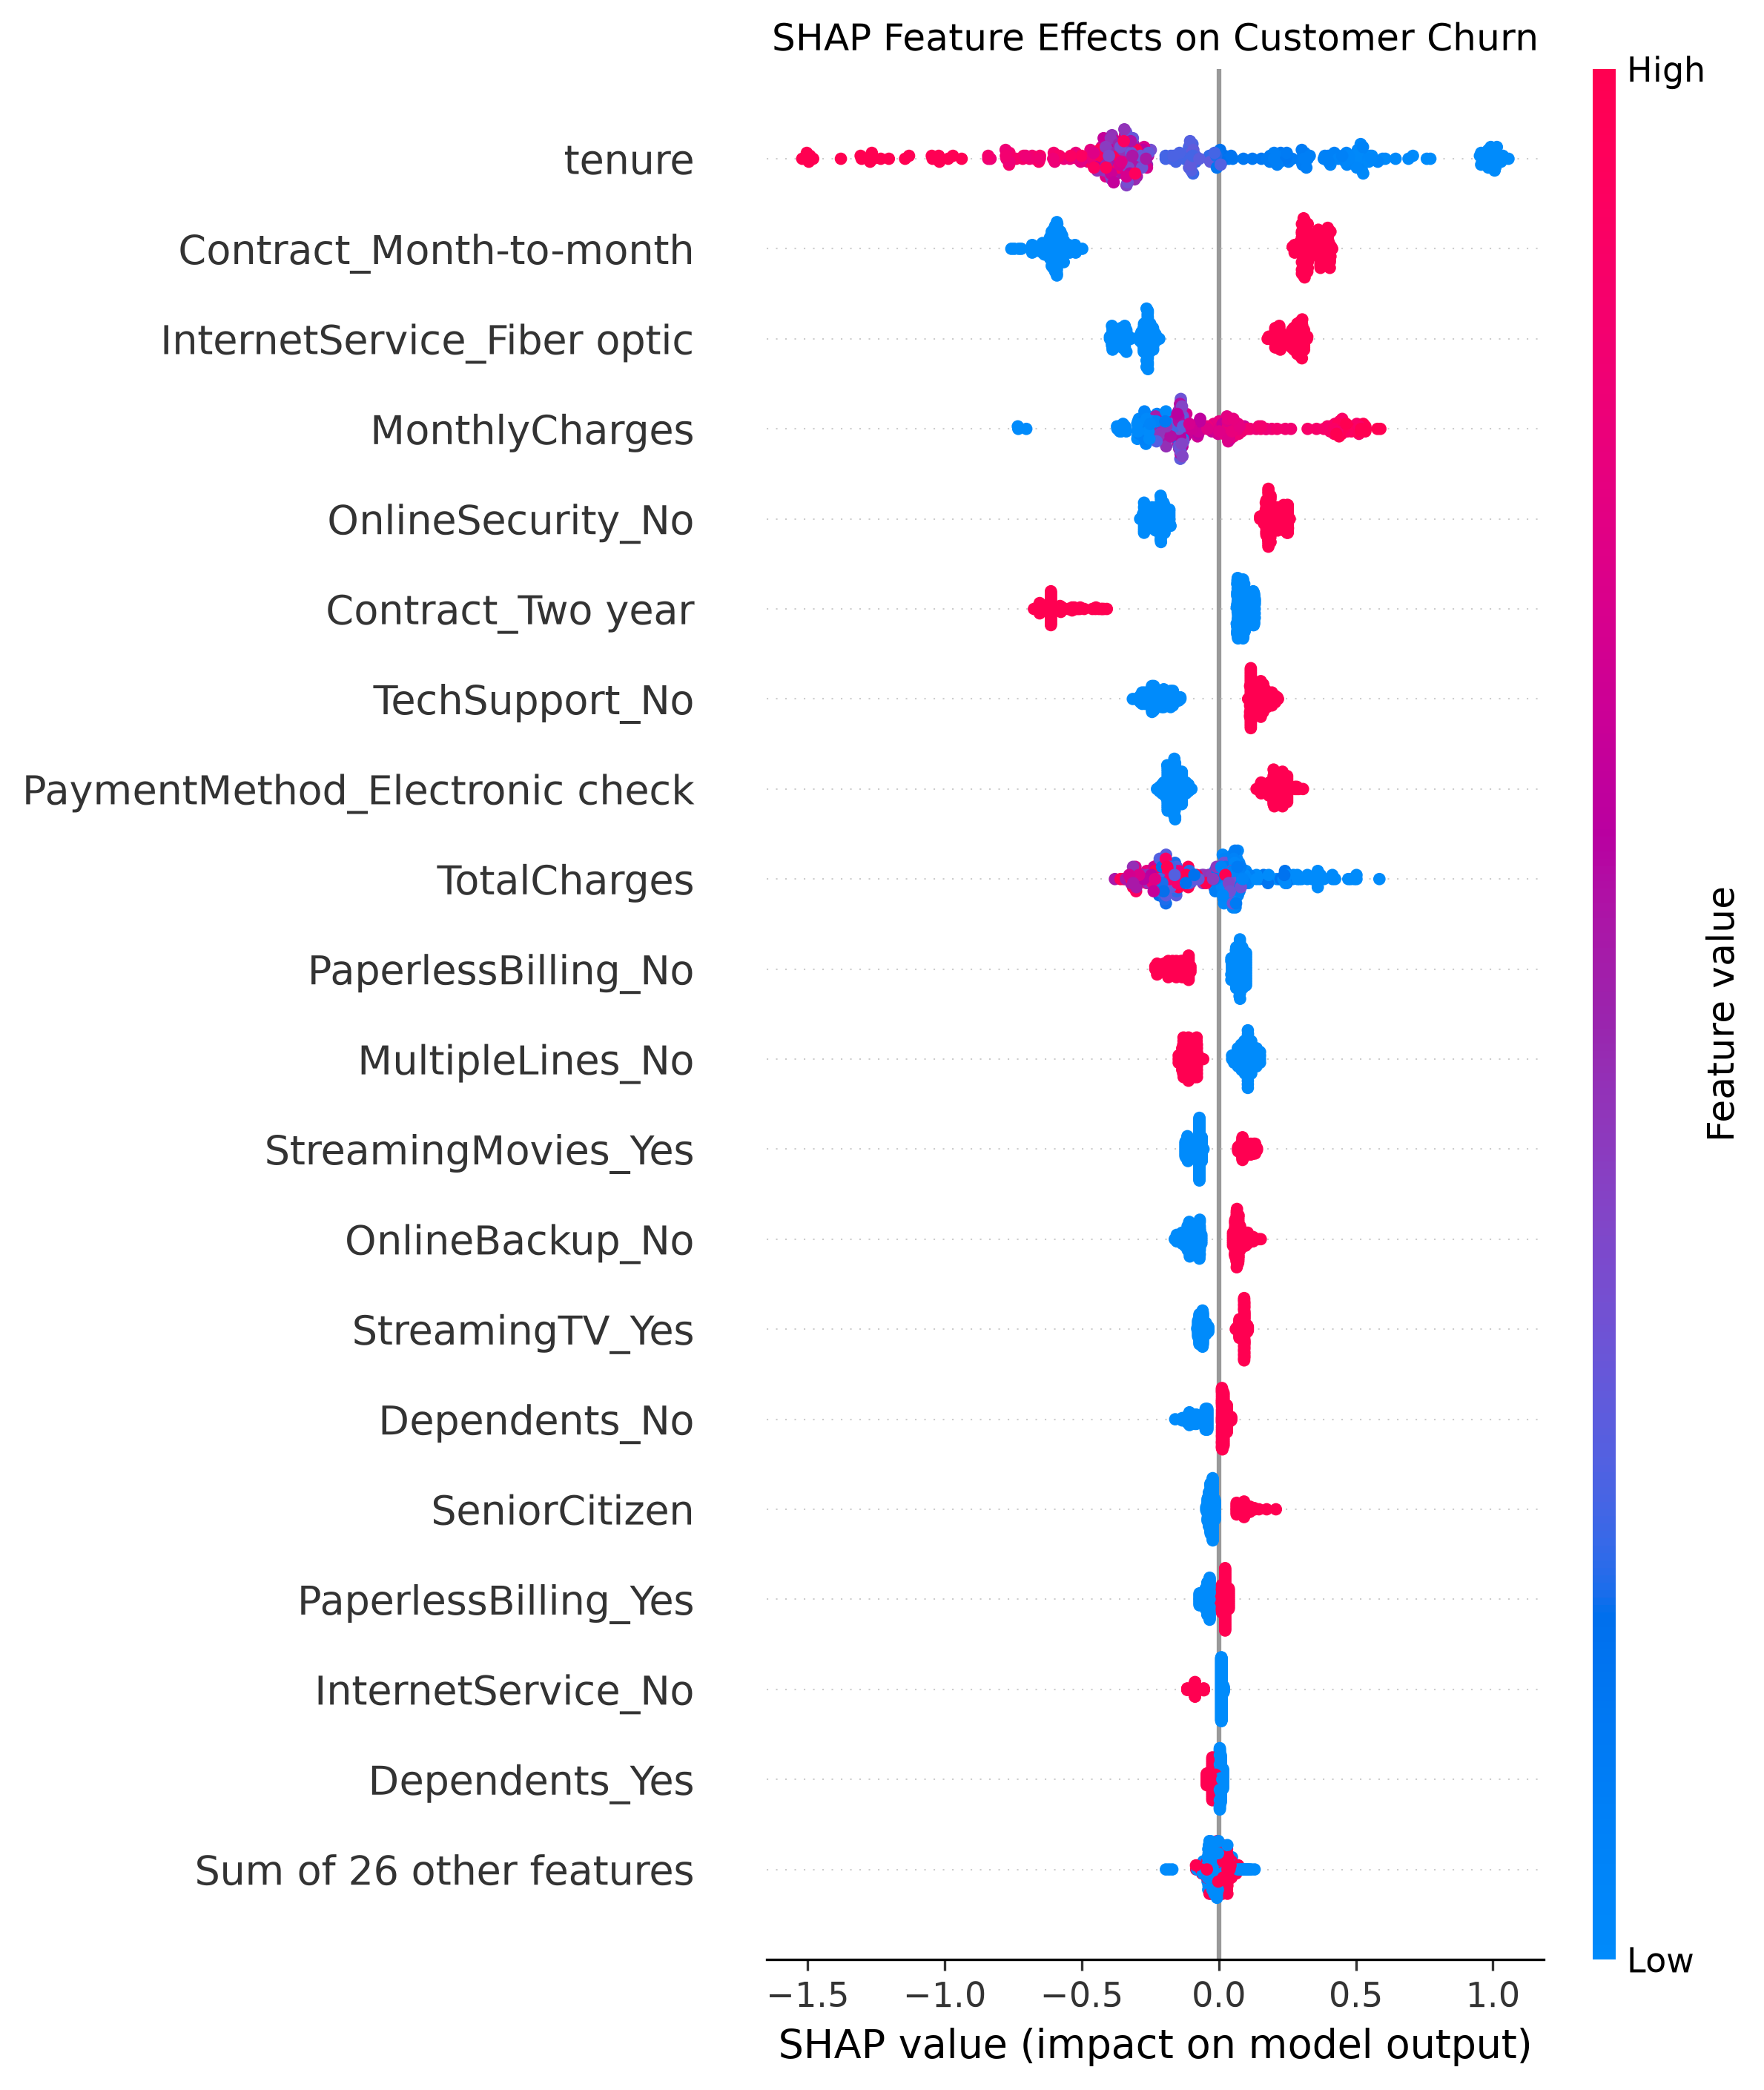 SHAP Feature Effects on Customer Churn
High
tenure
Contract_Month-to-month
InternetService_Fiber optic
MonthlyCharges
OnlineSecurity_No
Contract_Two year
TechSupport_No
PaymentMethod_Electronic check
TotalCharges
PaperlessBilling_No
MultipleLines_No
StreamingMovies_Yes
OnlineBackup_No
StreamingTV_Yes
Dependents_No
SeniorCitizen
PaperlessBilling_Yes
InternetService_No
Dependents_Yes
Sum of 26 other features
Feature value
Low
−1.5 −1.0 −0.5 0.0 0.5 1.0
SHAP value (impact on model output)